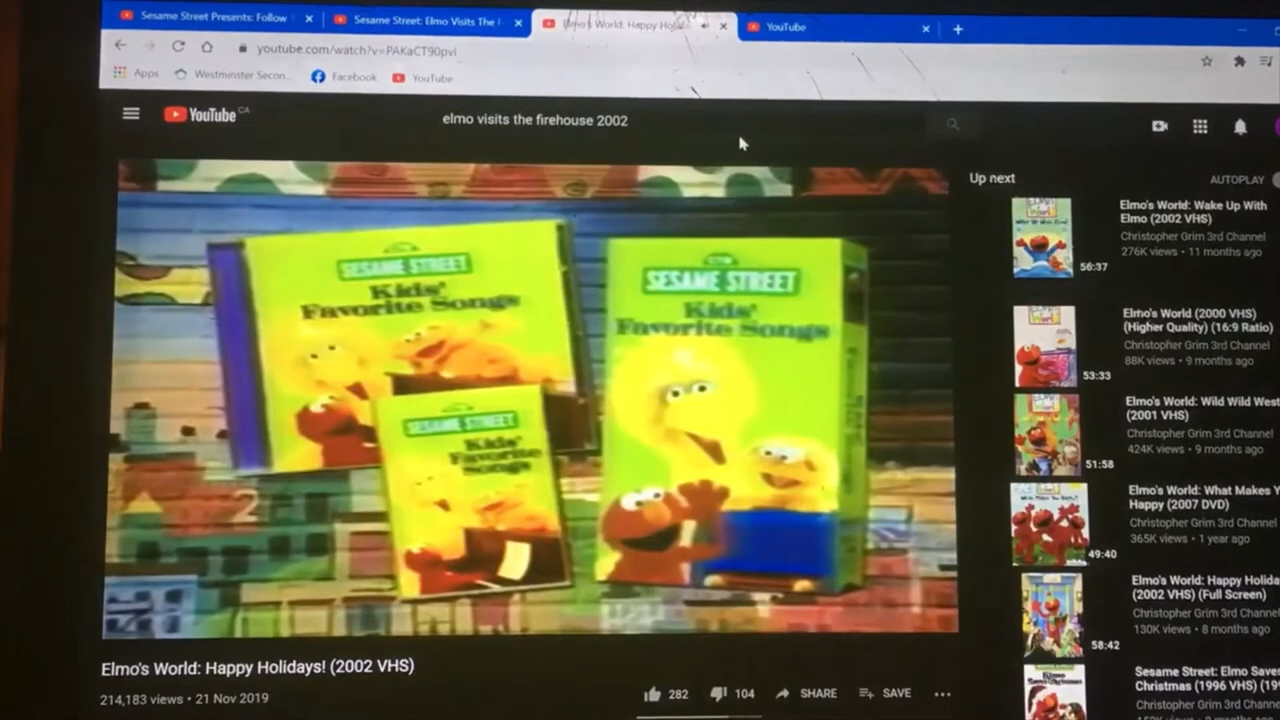 Sesame Street Presents: Follow
Sesame Street: Elmo Visits The F
Elmo's World: Happy Holi
YouTube
youtube.com/watch?v=PAKaCT90pvI
Apps
Westminster Secon...
Facebook
YouTube
YouTube CA
elmo visits the firehouse 2002
SESAME STREET
Kids'
Favorite Songs
SESAME STREET
Kids'
Favorite Songs
SESAME STREET
Kids'
Favorite
Songs
2
Elmo's World: Happy Holidays! (2002 VHS)
214,183 views • 21 Nov 2019
282
104
SHARE
SAVE
Up next
AUTOPLAY
Elmo's World: Wake Up With
Elmo (2002 VHS)
Christopher Grim 3rd Channel
276K views • 11 months ago
56:37
Elmo's World (2000 VHS)
(Higher Quality) (16:9 Ratio)
Christopher Grim 3rd Channel
88K views • 9 months ago
53:33
Elmo's World: Wild Wild West
(2001 VHS)
Christopher Grim 3rd Channel
424K views • 9 months ago
51:58
Elmo's World: What Makes Y
Happy (2007 DVD)
Christopher Grim 3rd Channel
365K views • 1 year ago
49:40
Elmo's World: Happy Holida
(2002 VHS) (Full Screen)
Christopher Grim 3rd Channel
130K views • 8 months ago
58:42
Sesame Street: Elmo Save
Christmas (1996 VHS) (19
Christopher Grim 3rd Channe